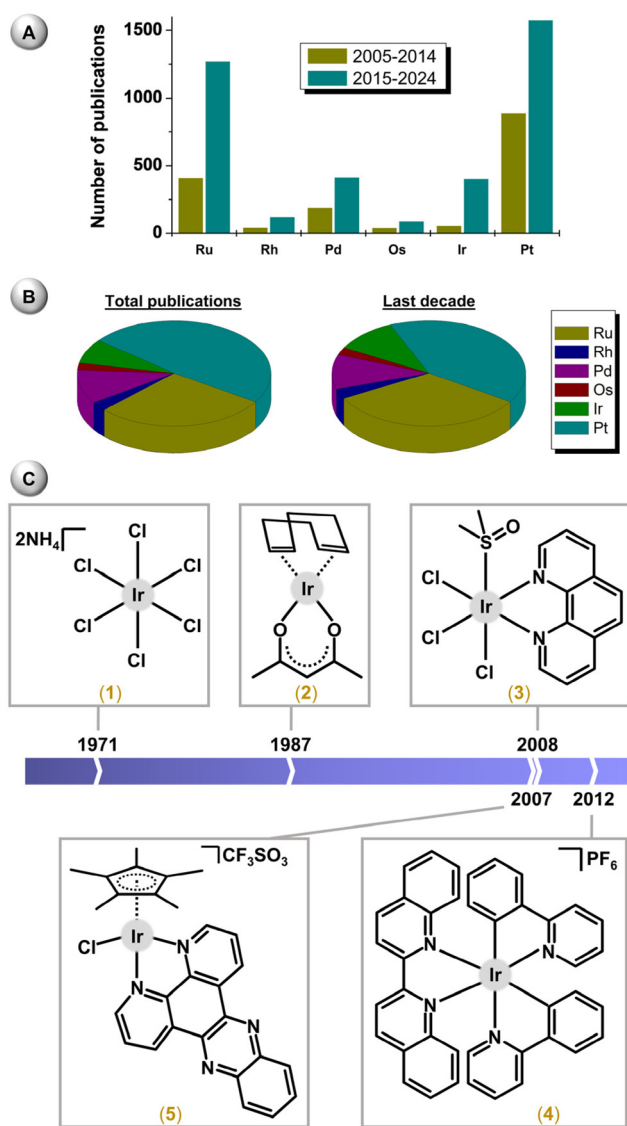 A
Number of publications
1500
1000
500
0
2005-2014
2015-2024
Ru Rh Pd Os Ir Pt
B
Total publications
Last decade
Ru
Rh
Pd
Os
Ir
Pt
C
2NH₄
Cl
Cl Cl
Ir
Cl Cl
Cl
(1)
Ir
O O
(2)
S O
Cl N
Ir
Cl N
Cl
(3)
1971
1987
2008
2007
2012
CF₃SO₃
Cl Ir N
N
N
N
(5)
PF₆
N N
Ir
N N
(4)